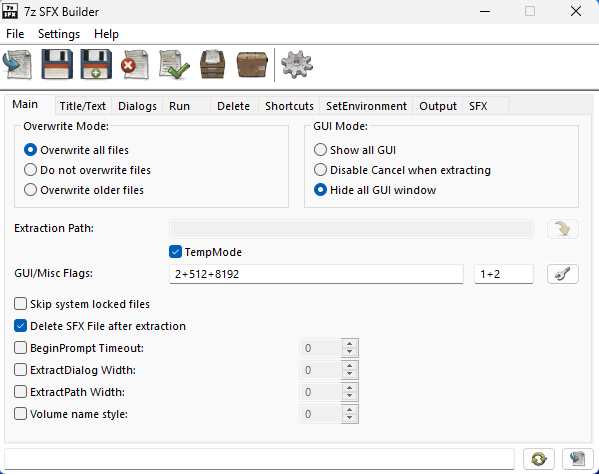 7z SFX
7z SFX Builder
File Settings Help
Main Title/Text Dialogs Run Delete Shortcuts SetEnvironment Output SFX
Overwrite Mode: GUI Mode:
Overwrite all files Show all GUI
Do not overwrite files Disable Cancel when extracting
Overwrite older files Hide all GUI window
Extraction Path:
TempMode
GUI/Misc Flags: 2+512+8192 1+2
Skip system locked files
Delete SFX File after extraction
BeginPrompt Timeout: 0
ExtractDialog Width: 0
ExtractPath Width: 0
Volume name style: 0